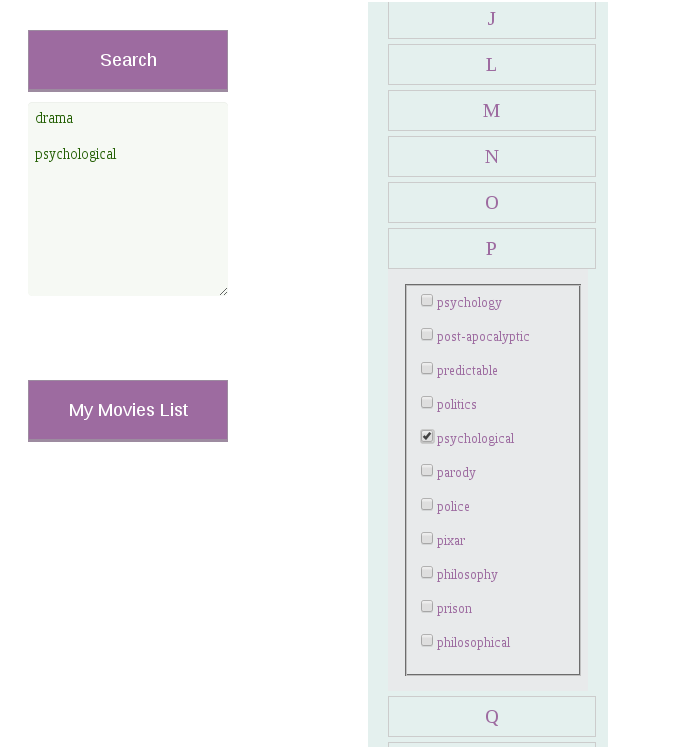 Search
drama
psychological
My Movies List
J
L
M
N
O
P
psychology
post-apocalyptic
predictable
politics
psychological
parody
police
pixar
philosophy
prison
philosophical
Q